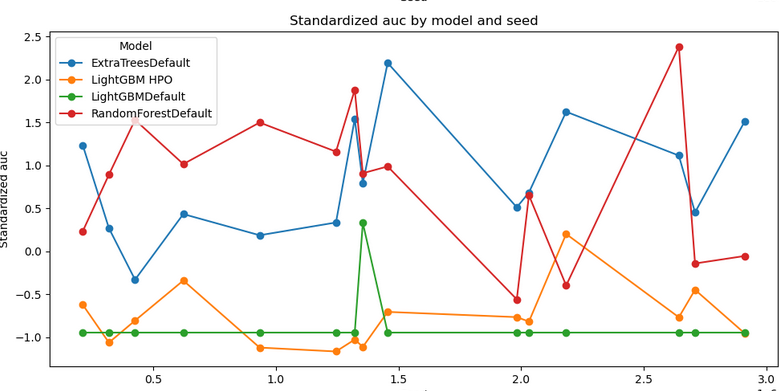 Standardized auc by model and seed
2.5
2.0
1.5
1.0
0.5
0.0
−0.5
−1.0
Standardized auc
Model
ExtraTreesDefault
LightGBM HPO
LightGBMDefault
RandomForestDefault
0.5
1.0
1.5
2.0
2.5
3.0